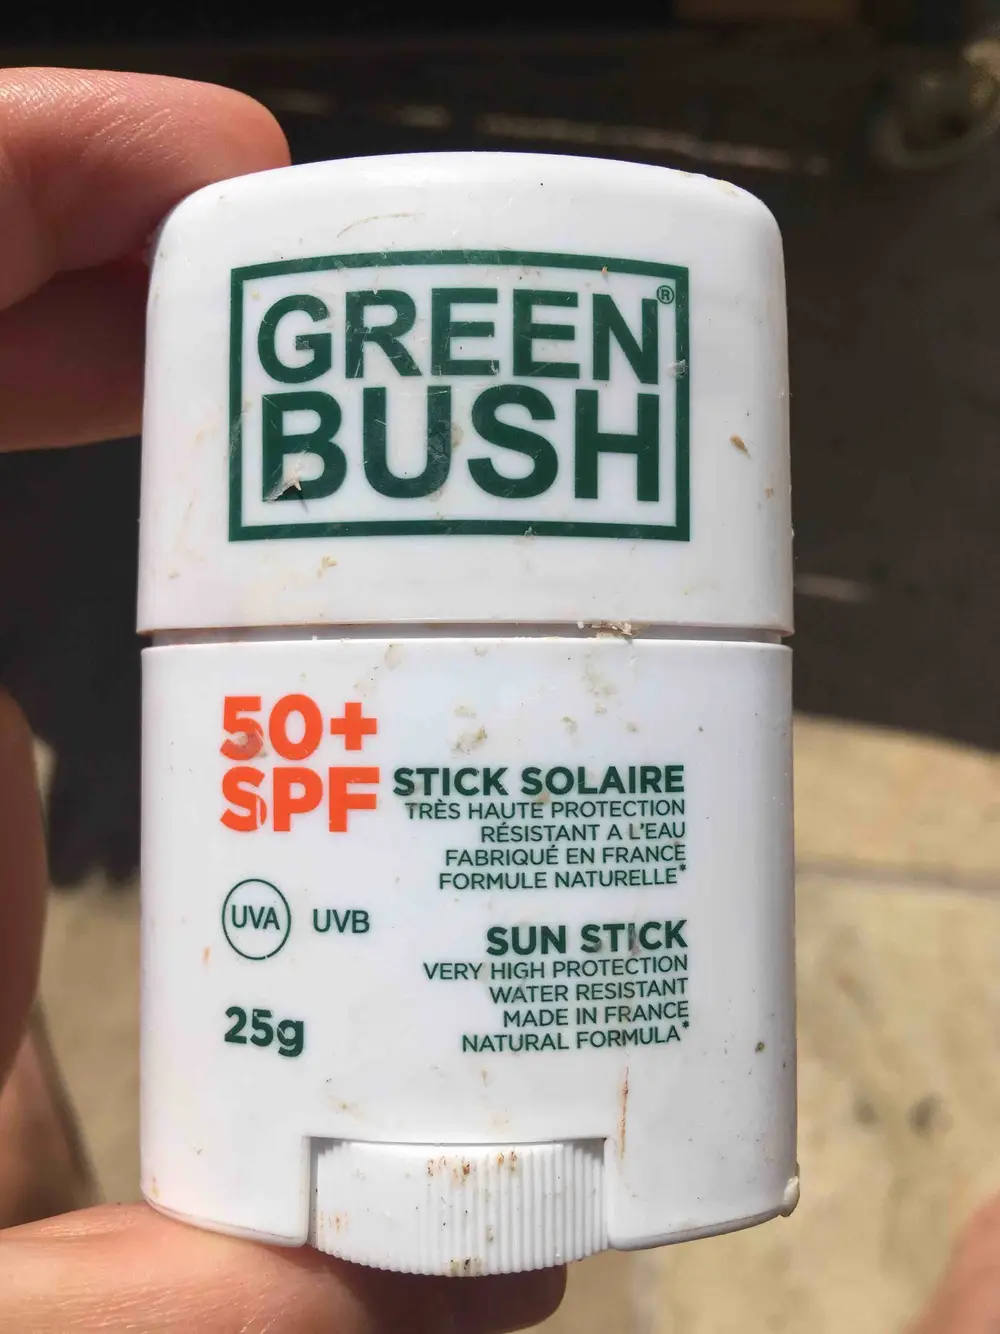 GREEN®
BUSH
50+
SPF
STICK SOLAIRE
TRÈS HAUTE PROTECTION
RÉSISTANT A L'EAU
FABRIQUÉ EN FRANCE
FORMULE NATURELLE*
UVA UVB
SUN STICK
VERY HIGH PROTECTION
WATER RESISTANT
MADE IN FRANCE
NATURAL FORMULA*
25g